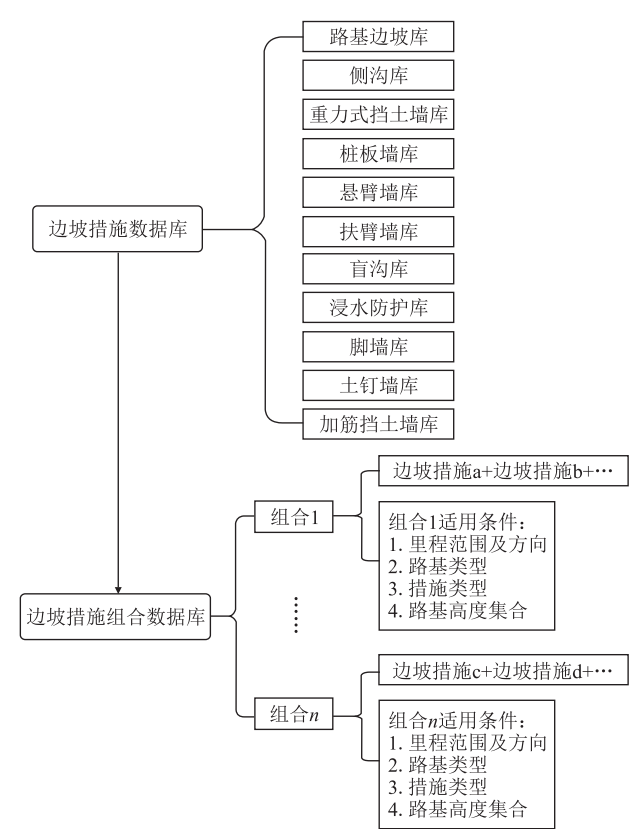 路基边坡库
侧沟库
重力式挡土墙库
桩板墙库
悬臂墙库
边坡措施数据库
扶臂墙库
盲沟库
浸水防护库
脚墙库
土钉墙库
加筋挡土墙库
边坡措施a+边坡措施b+…
组合1
组合1适用条件：
1. 里程范围及方向
2. 路基类型
3. 措施类型
4. 路基高度集合
边坡措施组合数据库
……
边坡措施c+边坡措施d+…
组合n
组合n适用条件：
1. 里程范围及方向
2. 路基类型
3. 措施类型
4. 路基高度集合